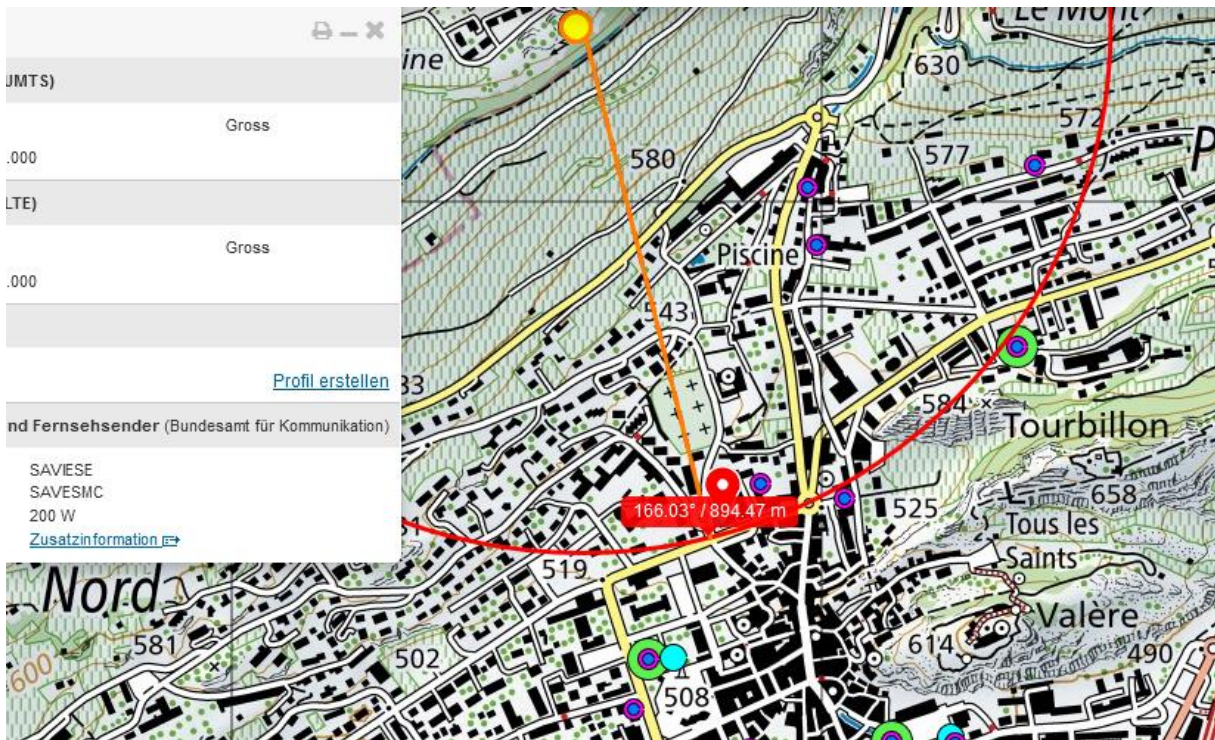 UMTS)
Gross
.000
LTE)
Gross
.000
Profil erstellen
nd Fernsehsender (Bundesamt für Kommunikation)
SAVIESE
SAVESMC
200 W
Zusatzinformation
ine
Le Mont
630
572
580
577
P
Piscine
543
33
584
Tourbillon
166.03° / 894.47 m
525
658
Tous les
Saints
519
Nord
Valère
581
614
490
502
600
508